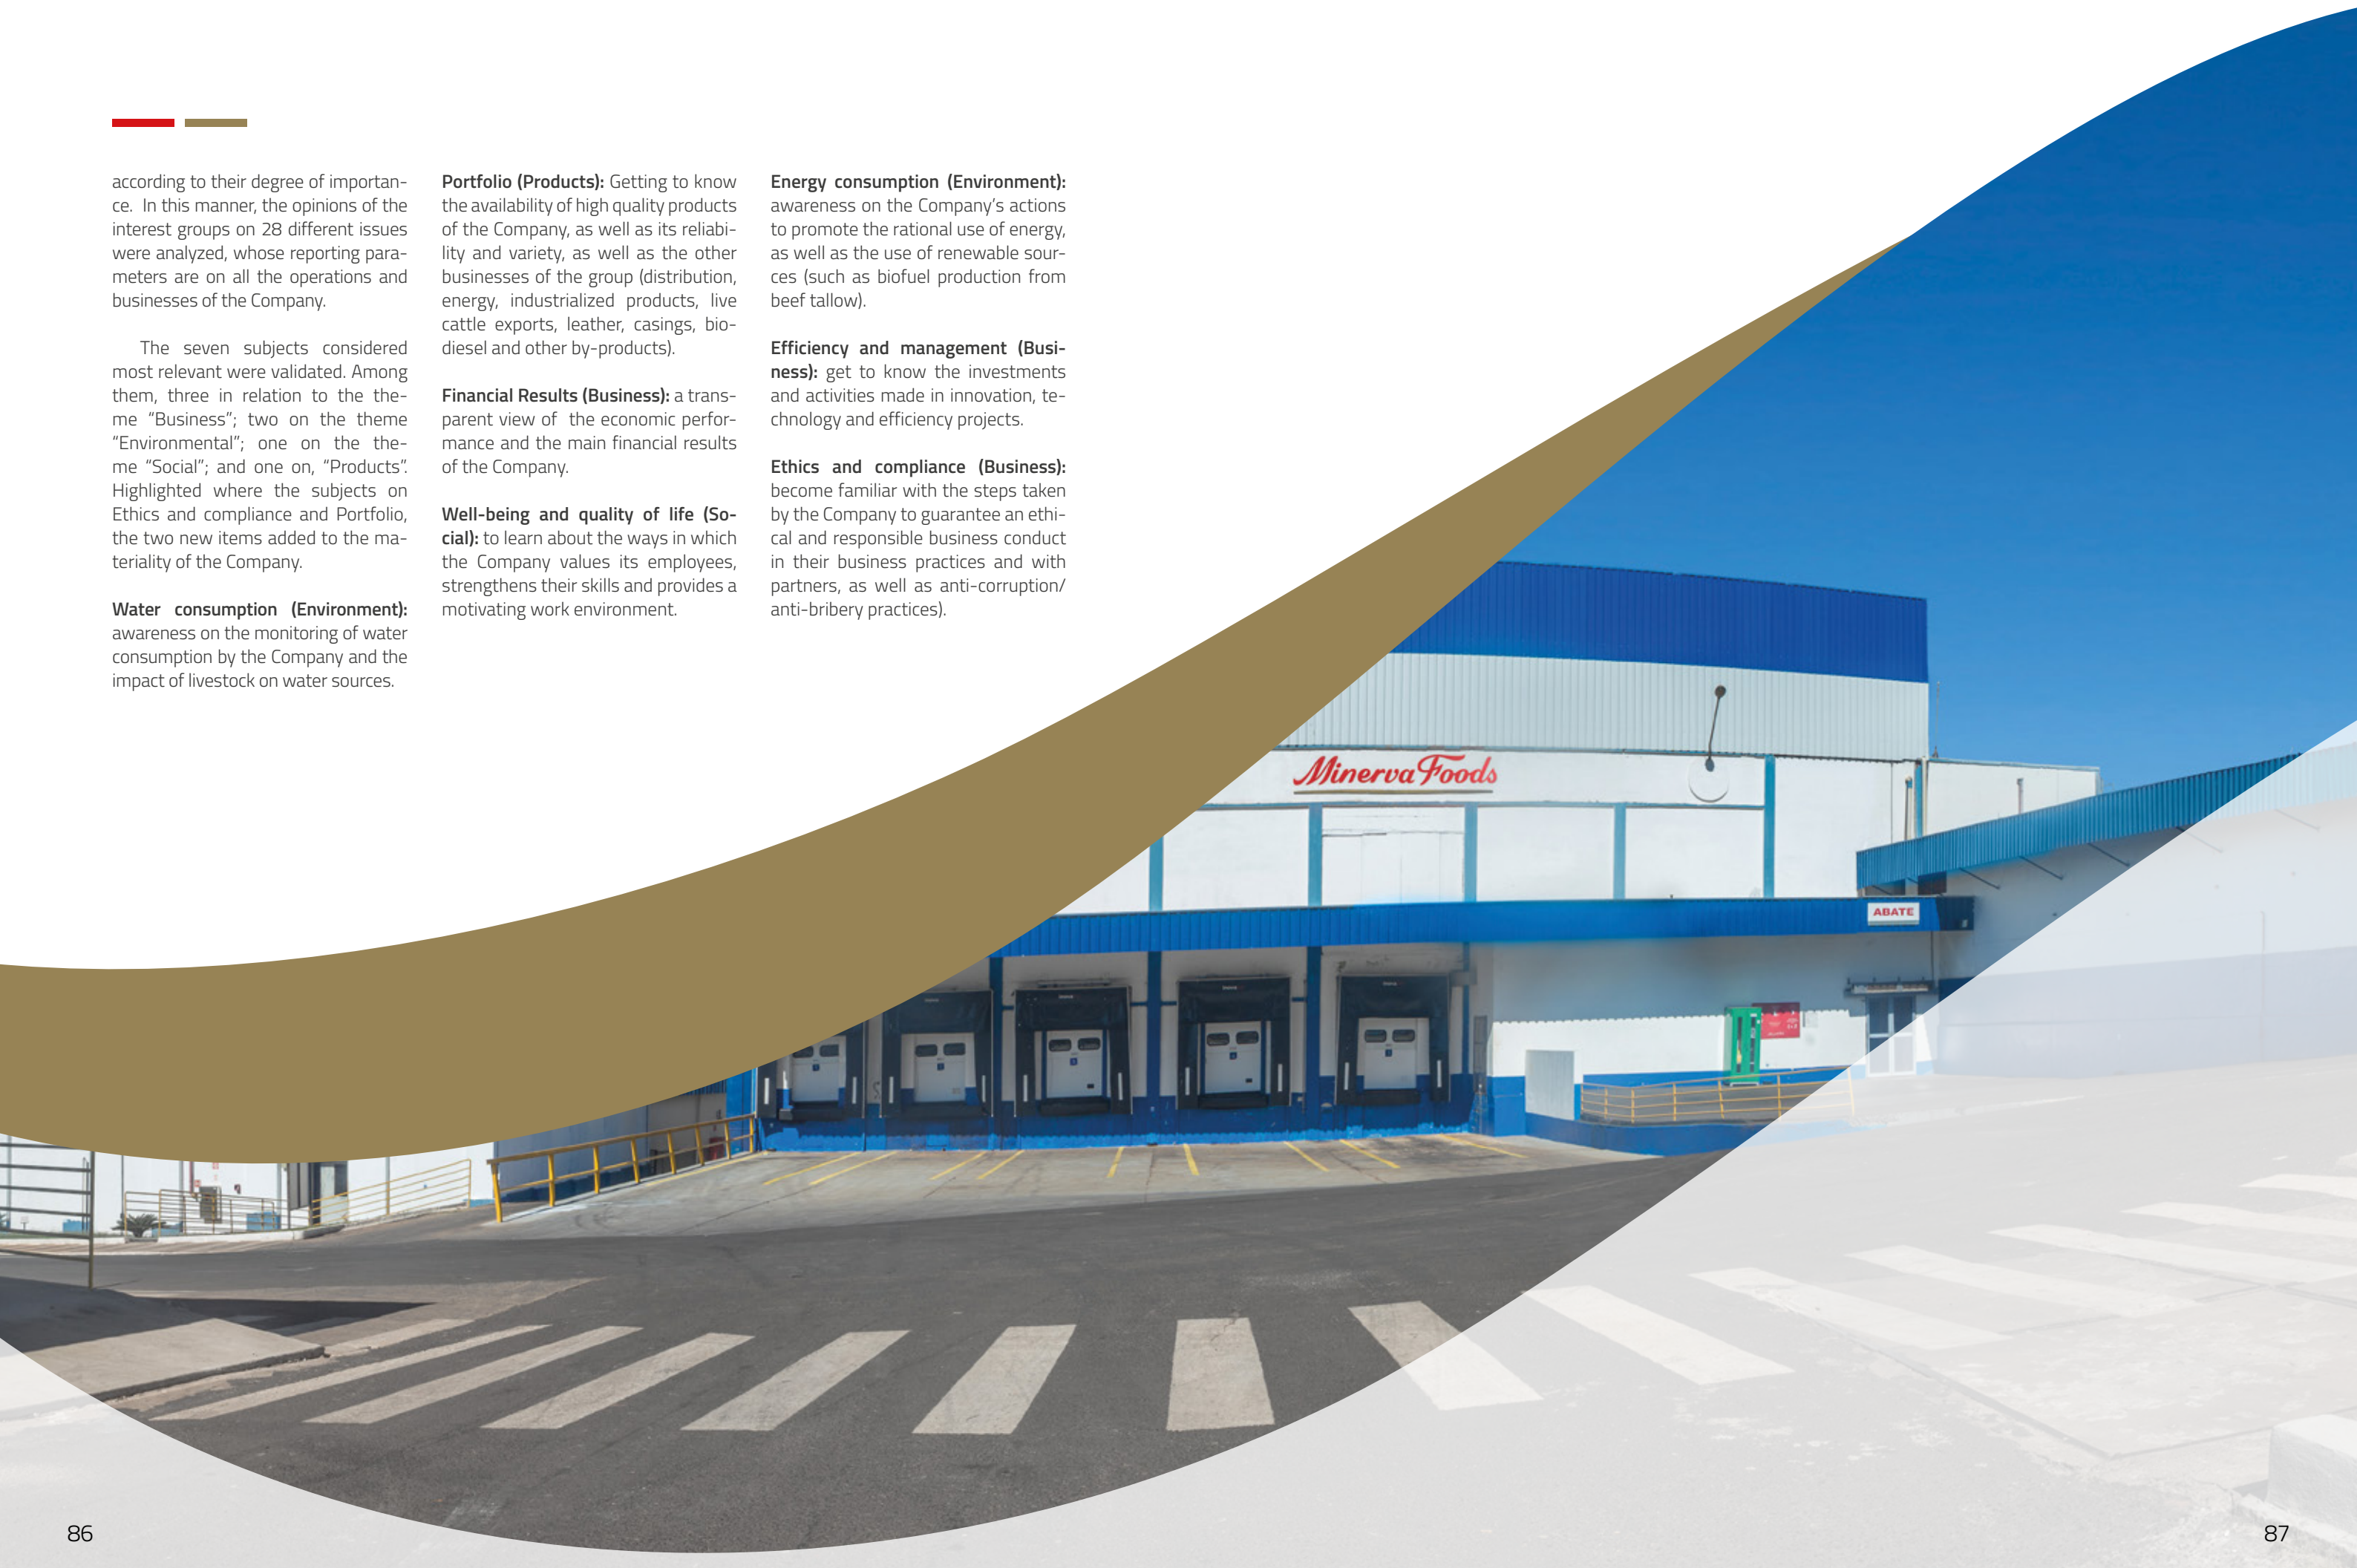 according to their degree of importan-
ce. In this manner, the opinions of the
interest groups on 28 different issues
were analyzed, whose reporting para-
meters are on all the operations and
businesses of the Company.
The seven subjects considered
most relevant were validated. Among
them, three in relation to the the-
me “Business”; two on the theme
“Environmental”; one on the the-
me “Social”; and one on, “Products”.
Highlighted where the subjects on
Ethics and compliance and Portfolio,
the two new items added to the ma-
teriality of the Company.
Water consumption (Environment):
awareness on the monitoring of water
consumption by the Company and the
impact of livestock on water sources.
Portfolio (Products): Getting to know
the availability of high quality products
of the Company, as well as its reliabi-
lity and variety, as well as the other
businesses of the group (distribution,
energy, industrialized products, live
cattle exports, leather, casings, bio-
diesel and other by-products).
Financial Results (Business): a trans-
parent view of the economic perfor-
mance and the main financial results
of the Company.
Well-being and quality of life (So-
cial): to learn about the ways in which
the Company values its employees,
strengthens their skills and provides a
motivating work environment.
Energy consumption (Environment):
awareness on the Company’s actions
to promote the rational use of energy,
as well as the use of renewable sour-
ces (such as biofuel production from
beef tallow).
Efficiency and management (Busi-
ness): get to know the investments
and activities made in innovation, te-
chnology and efficiency projects.
Ethics and compliance (Business):
become familiar with the steps taken
by the Company to guarantee an ethi-
cal and responsible business conduct
in their business practices and with
partners, as well as anti-corruption/
anti-bribery practices).
Minerva Foods
ABATE
86
87